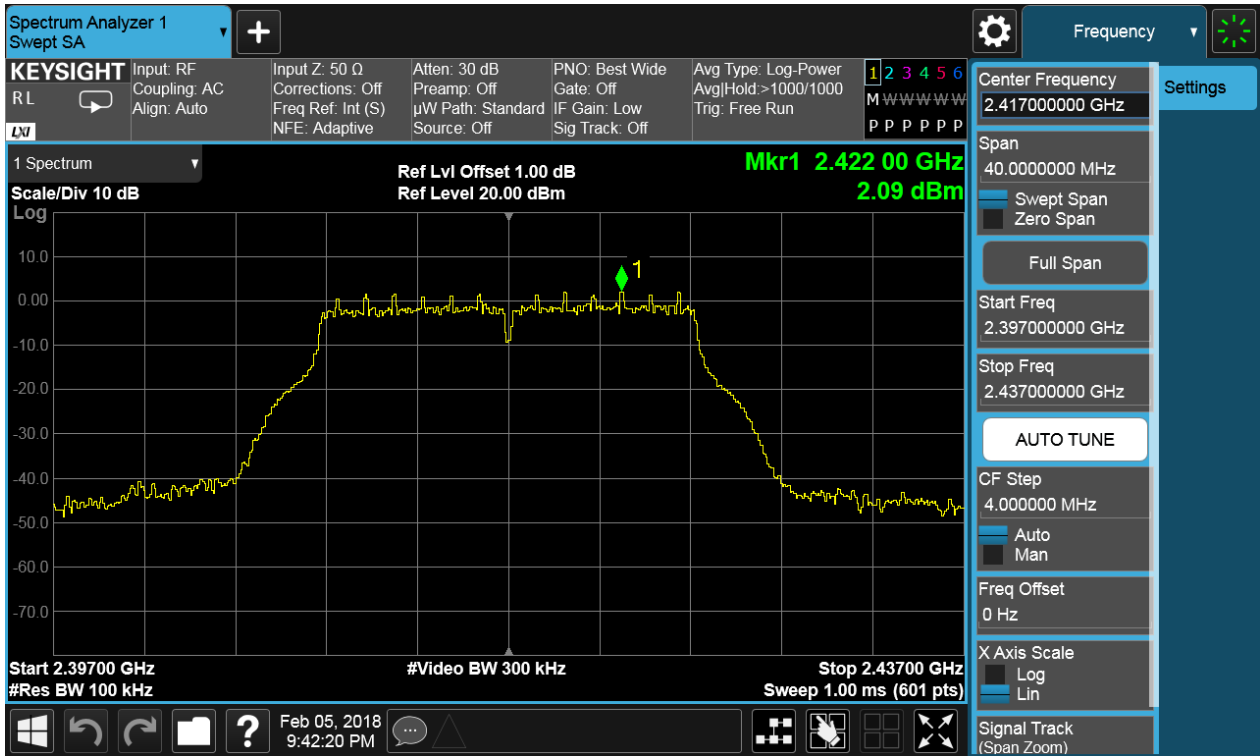 Spectrum Analyzer 1
Swept SA
+
Frequency
KEYSIGHT
RL
LXI
Input: RF
Coupling: AC
Align: Auto
Input Z: 50 Ω
Corrections: Off
Freq Ref: Int (S)
NFE: Adaptive
Atten: 30 dB
Preamp: Off
µW Path: Standard
Source: Off
PNO: Best Wide
Gate: Off
IF Gain: Low
Sig Track: Off
Avg Type: Log-Power
Avg|Hold:>1000/1000
Trig: Free Run
1 2 3 4 5 6
M W W W W W
P P P P P P
1 Spectrum
Scale/Div 10 dB
Log
Ref Lvl Offset 1.00 dB
Ref Level 20.00 dBm
Mkr1 2.422 00 GHz
2.09 dBm
1
10.0
0.00
-10.0
-20.0
-30.0
-40.0
-50.0
-60.0
-70.0
Start 2.39700 GHz
#Res BW 100 kHz
#Video BW 300 kHz
Stop 2.43700 GHz
Sweep 1.00 ms (601 pts)
Center Frequency
2.417000000 GHz
Span
40.0000000 MHz
Swept Span
Zero Span
Full Span
Start Freq
2.397000000 GHz
Stop Freq
2.437000000 GHz
AUTO TUNE
CF Step
4.000000 MHz
Auto
Man
Freq Offset
0 Hz
X Axis Scale
Log
Lin
Signal Track
(Span Zoom)
Settings
?
Feb 05, 2018
9:42:20 PM